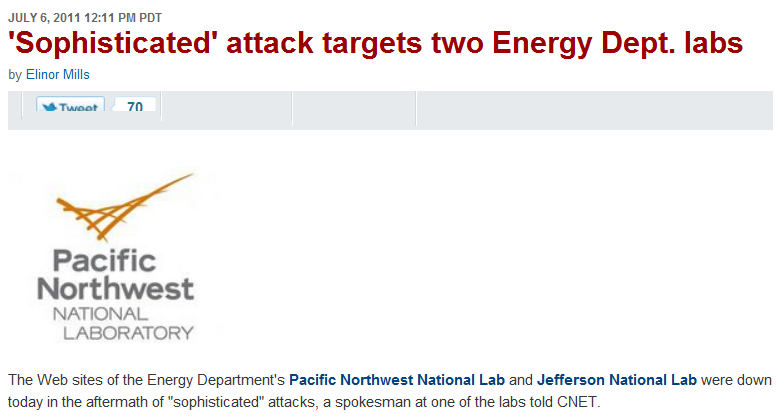 JULY 6, 2011 12:11 PM PDT
'Sophisticated' attack targets two Energy Dept. labs
by Elinor Mills
Tweet 70
Pacific
Northwest
NATIONAL
LABORATORY
The Web sites of the Energy Department's Pacific Northwest National Lab and Jefferson National Lab were down
today in the aftermath of "sophisticated" attacks, a spokesman at one of the labs told CNET.